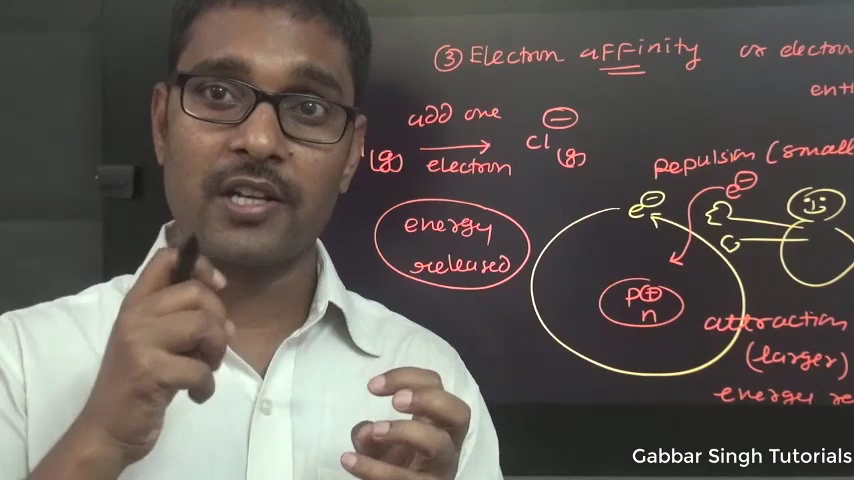 ③ Electron affinity or electron
enth
add one
(g) → Cl⊖(g)
electron
energy
released
Repulsion (small
e⊖
e⊖
P⊕
n
attraction
(larger)
energy re
Gabbar Singh Tutorials